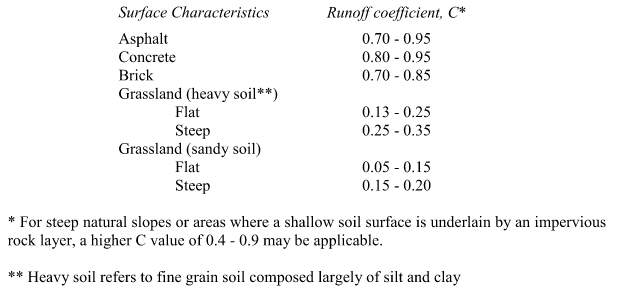 Surface Characteristics Runoff coefficient, C*
Asphalt 0.70 - 0.95
Concrete 0.80 - 0.95
Brick 0.70 - 0.85
Grassland (heavy soil**)
Flat 0.13 - 0.25
Steep 0.25 - 0.35
Grassland (sandy soil)
Flat 0.05 - 0.15
Steep 0.15 - 0.20
* For steep natural slopes or areas where a shallow soil surface is underlain by an impervious
rock layer, a higher C value of 0.4 - 0.9 may be applicable.
** Heavy soil refers to fine grain soil composed largely of silt and clay